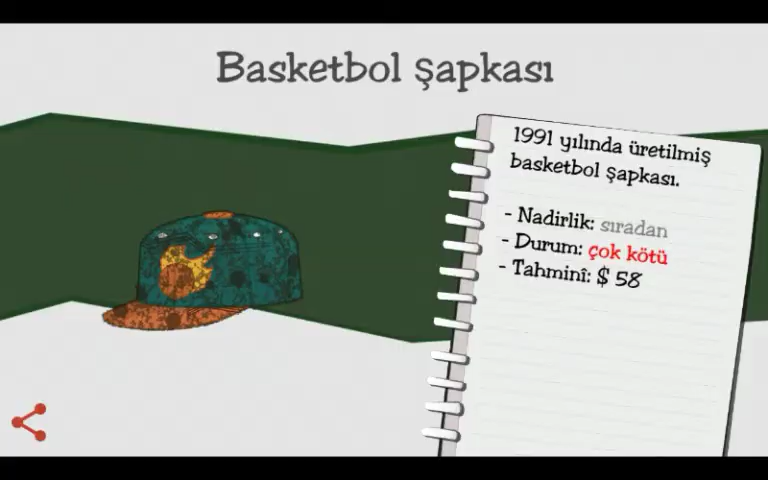 Basketbol şapkası
1991 yılında üretilmiş
basketbol şapkası.
- Nadirlik: sıradan
- Durum: çok kötü
- Tahminî: $ 58